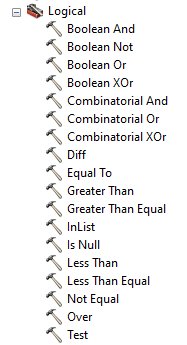 Logical
Boolean And
Boolean Not
Boolean Or
Boolean XOr
Combinatorial And
Combinatorial Or
Combinatorial XOr
Diff
Equal To
Greater Than
Greater Than Equal
InList
Is Null
Less Than
Less Than Equal
Not Equal
Over
Test